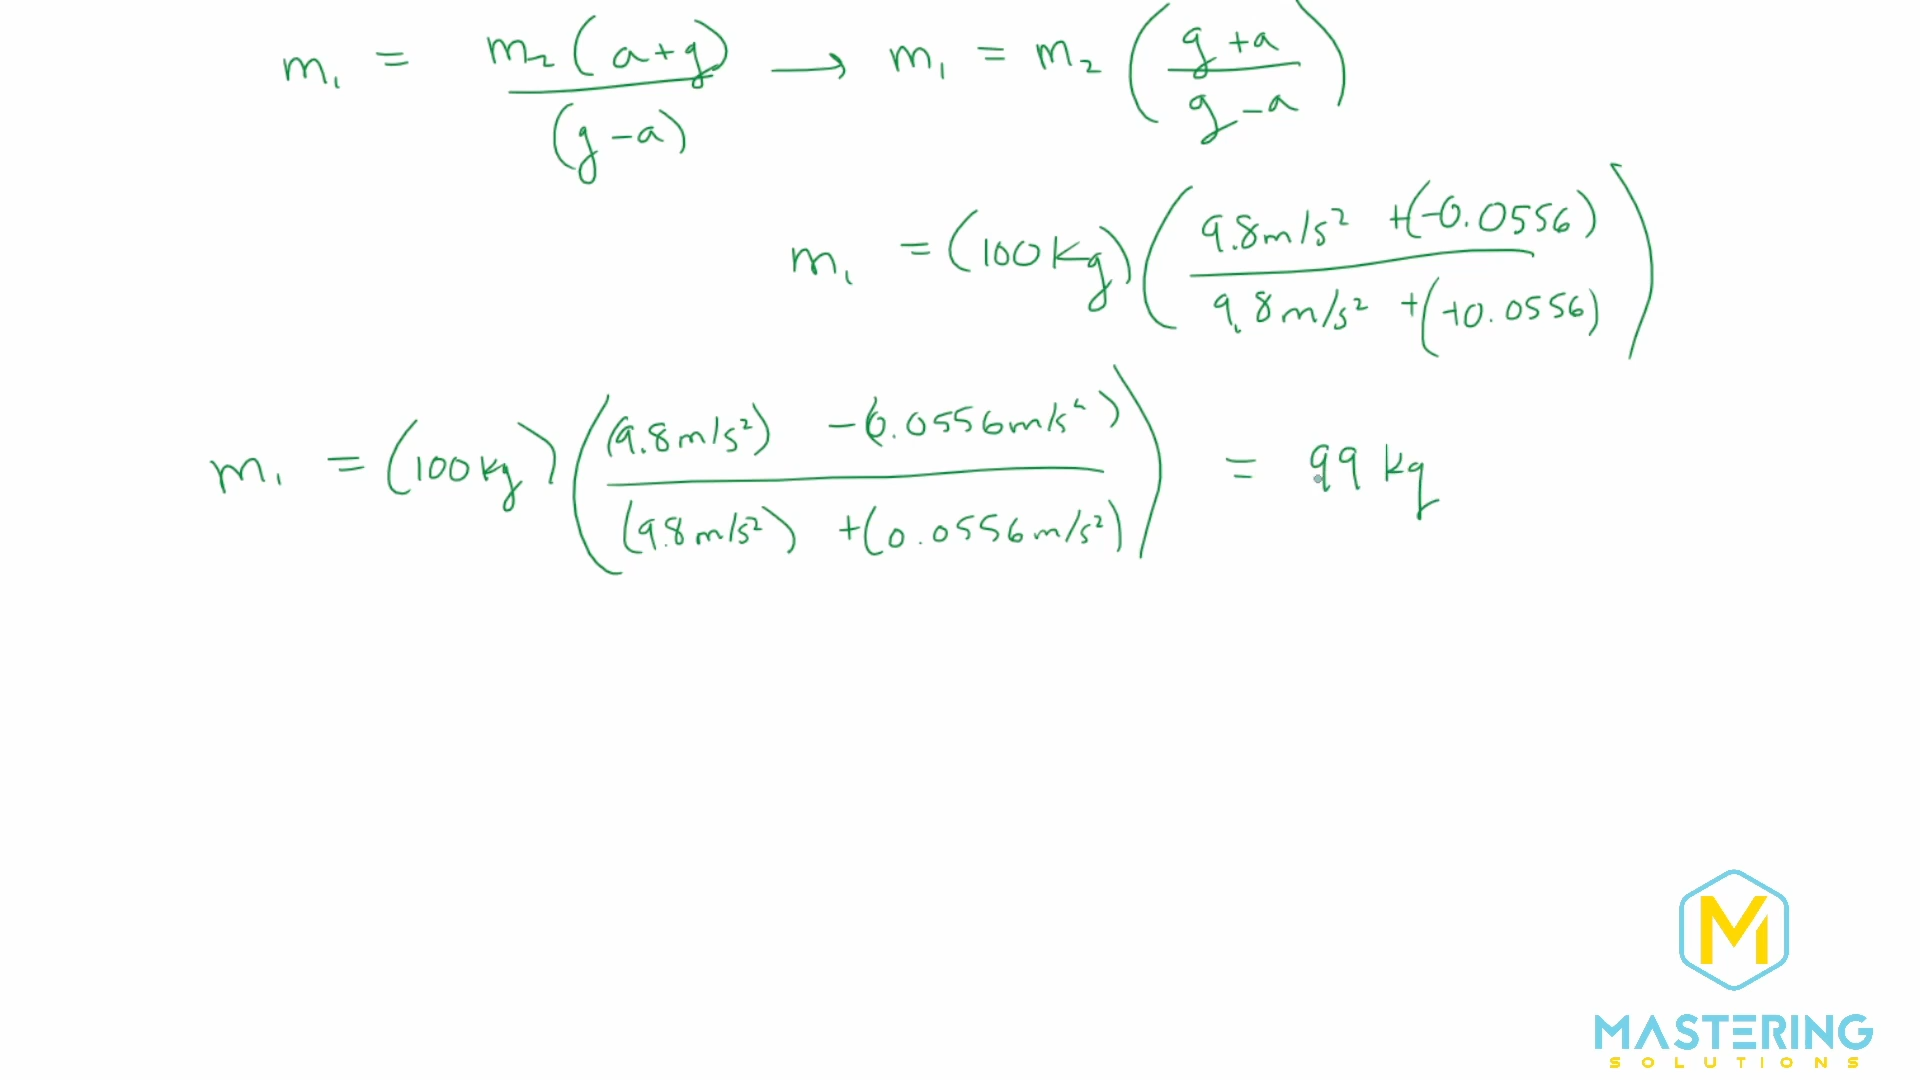 m₁ = m₂(a+g) / (g-a) → m₁ = m₂ (g+a / g-a)
m₁ = (100kg) (9.8m/s² +(-0.0556) / 9.8m/s² +(+0.0556))
m₁ = (100kg) ((9.8m/s²) -(0.0556m/s²) / (9.8m/s²) +(0.0556m/s²)) = 99 kg
M
MASTERING
SOLUTIONS